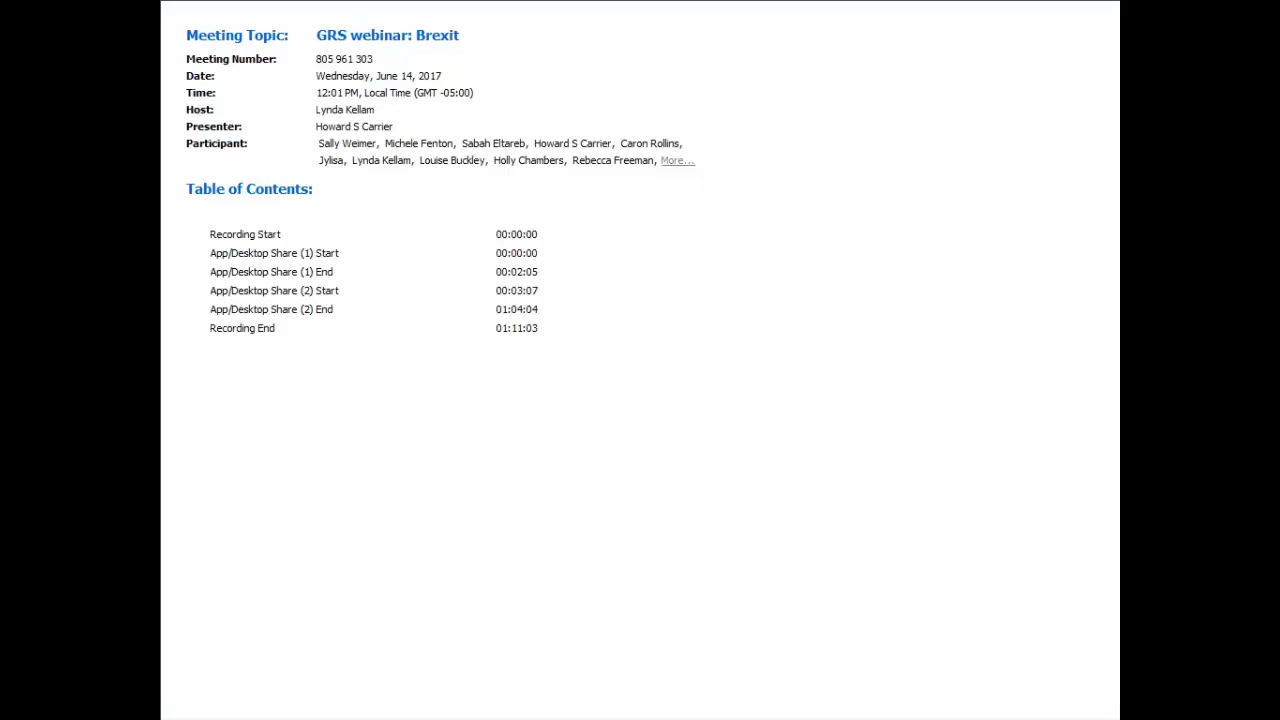 Meeting Topic: GRS webinar: Brexit
Meeting Number: 805 961 303
Date: Wednesday, June 14, 2017
Time: 12:01 PM, Local Time (GMT -05:00)
Host: Lynda Kellam
Presenter: Howard S Carrier
Participant: Sally Weimer, Michele Fenton, Sabah Eltareb, Howard S Carrier, Caron Rollins,
Jylisa, Lynda Kellam, Louise Buckley, Holly Chambers, Rebecca Freeman, More...
Table of Contents:
Recording Start 00:00:00
App/Desktop Share (1) Start 00:00:00
App/Desktop Share (1) End 00:02:05
App/Desktop Share (2) Start 00:03:07
App/Desktop Share (2) End 01:04:04
Recording End 01:11:03